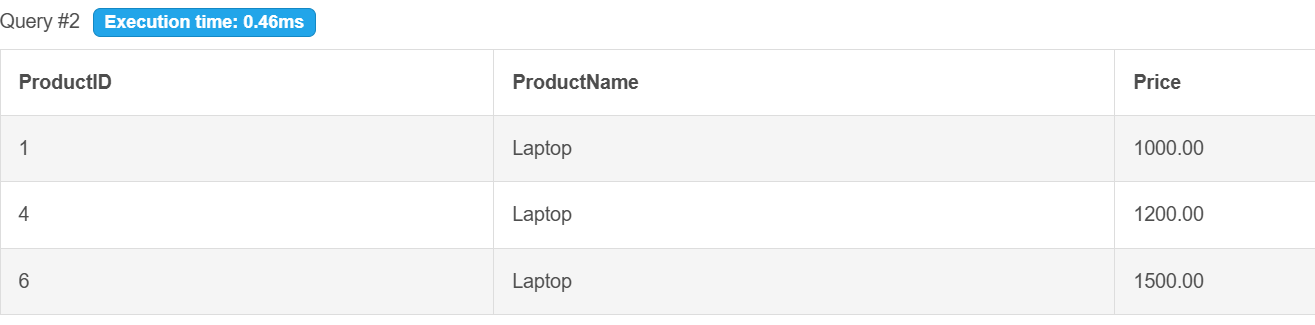 Query #2 Execution time: 0.46ms
ProductID ProductName Price
1 Laptop 1000.00
4 Laptop 1200.00
6 Laptop 1500.00